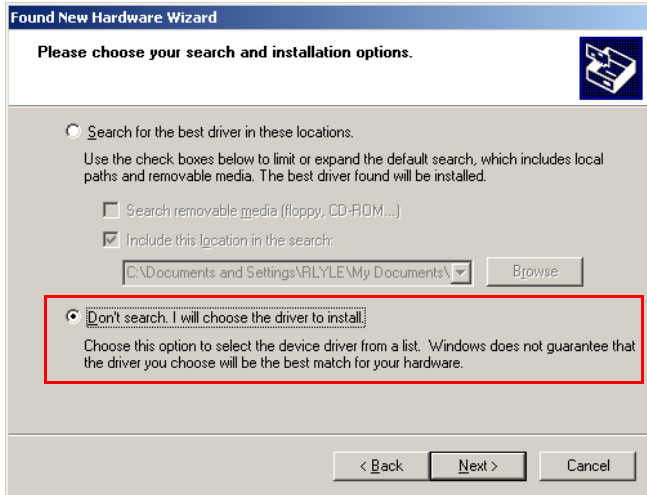 Found New Hardware Wizard
Please choose your search and installation options.
Search for the best driver in these locations.
Use the check boxes below to limit or expand the default search, which includes local
paths and removable media. The best driver found will be installed.
Search removable media (floppy, CD-ROM...)
Include this location in the search:
C:\Documents and Settings\RLYLE\My Documents\
Browse
Don't search. I will choose the driver to install.
Choose this option to select the device driver from a list. Windows does not guarantee that
the driver you choose will be the best match for your hardware.
< Back
Next >
Cancel